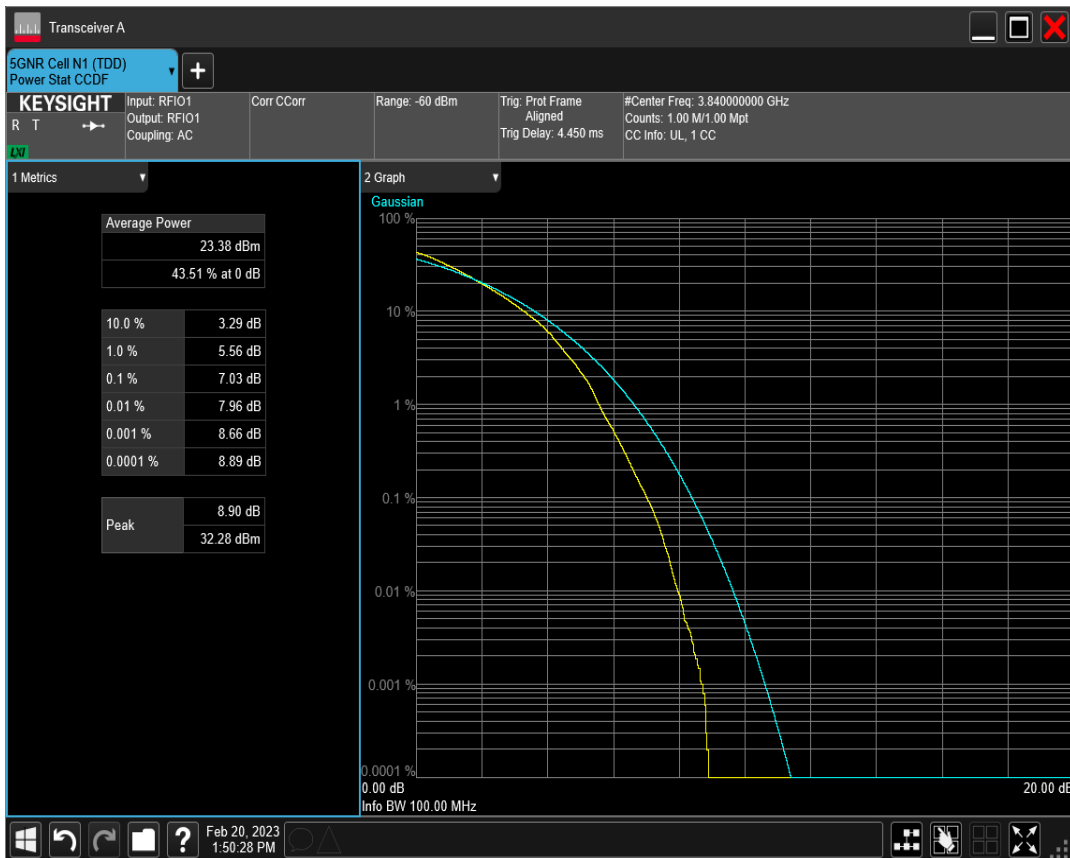 Transceiver A
5GNR Cell N1 (TDD)
Power Stat CCDF
+
KEYSIGHT
R T
LXI
Input: RFIO1
Output: RFIO1
Coupling: AC
Corr CCorr
Range: -60 dBm
Trig: Prot Frame
Aligned
Trig Delay: 4.450 ms
#Center Freq: 3.840000000 GHz
Counts: 1.00 M/1.00 Mpt
CC Info: UL, 1 CC
1 Metrics
Average Power
23.38 dBm
43.51 % at 0 dB
10.0 % 3.29 dB
1.0 % 5.56 dB
0.1 % 7.03 dB
0.01 % 7.96 dB
0.001 % 8.66 dB
0.0001 % 8.89 dB
Peak 8.90 dB
32.28 dBm
2 Graph
Gaussian
100 %
10 %
1 %
0.1 %
0.01 %
0.001 %
0.0001 %
0.00 dB 20.00 dB
Info BW 100.00 MHz
?
Feb 20, 2023
1:50:28 PM